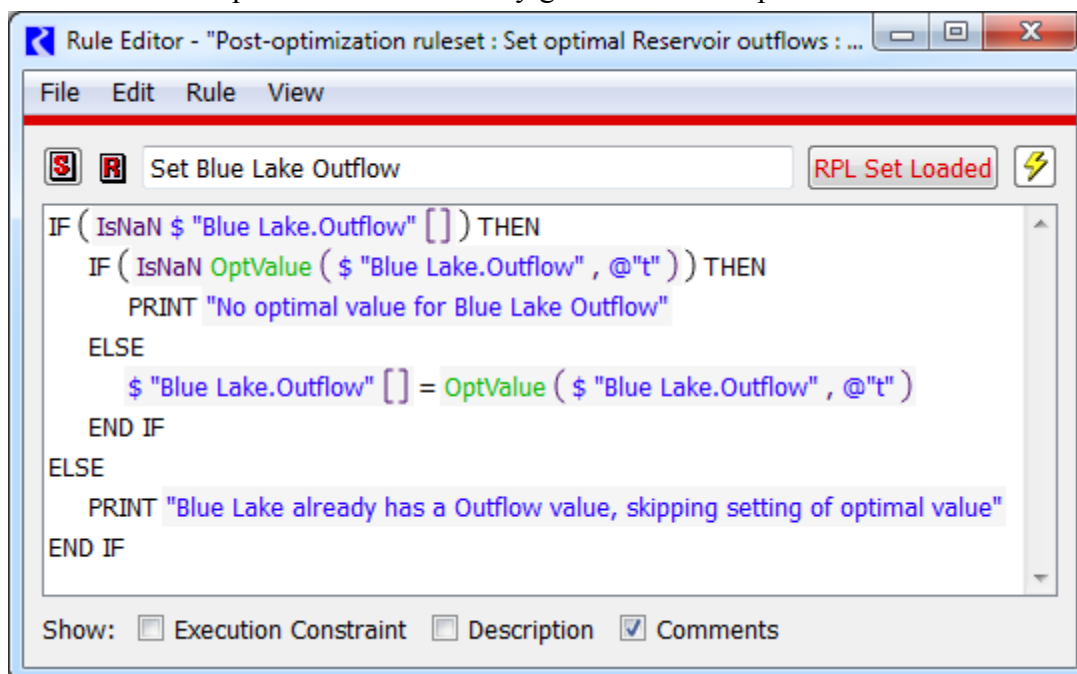 Rule Editor - "Post-optimization ruleset : Set optimal Reservoir outflows : ...
File Edit Rule View
S R Set Blue Lake Outflow RPL Set Loaded
IF ( IsNaN $ "Blue Lake.Outflow" [ ] ) THEN
IF ( IsNaN OptValue ( $ "Blue Lake.Outflow" , @"t" ) ) THEN
PRINT "No optimal value for Blue Lake Outflow"
ELSE
$ "Blue Lake.Outflow" [ ] = OptValue ( $ "Blue Lake.Outflow" , @"t" )
END IF
ELSE
PRINT "Blue Lake already has a Outflow value, skipping setting of optimal value"
END IF
Show: Execution Constraint Description Comments